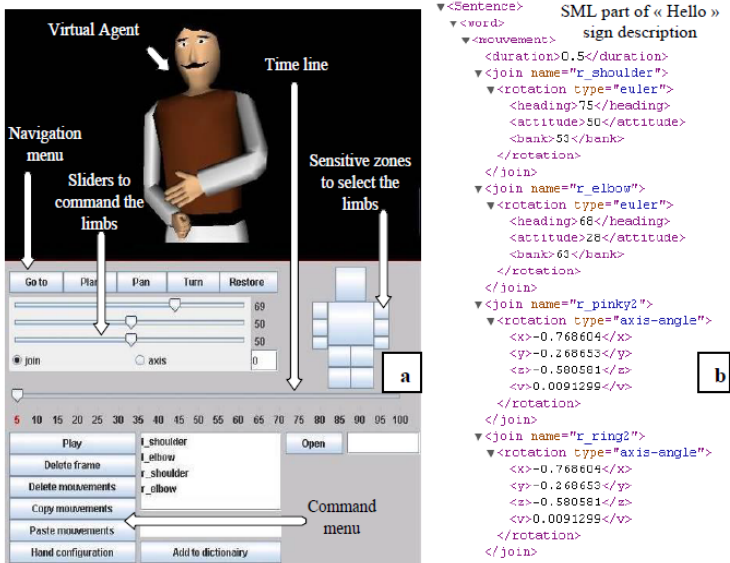 Virtual Agent
Time line
Navigation
menu
Sliders to
command the
limbs
Sensitive zones
to select the
limbs
Go to Plan Pan Turn Restore
69
50
50
join axis 0
a
5 10 15 20 25 30 35 40 45 50 55 60 65 70 75 80 85 90 95 100
Play
Delete frame
Delete mouvements
Copy mouvements
Paste mouvements
Hand configuration
l_shoulder
l_elbow
r_shoulder
r_elbow
Open
Command
menu
Add to dictionairy
SML part of « Hello »
sign description
▼<Sentence>
▼<word>
▼<mouvement>
<duration>0.5</duration>
▼<join name="r_shoulder">
▼<rotation type="euler">
<heading>75</heading>
<attitude>50</attitude>
<bank>53</bank>
</rotation>
</join>
▼<join name="r_elbow">
▼<rotation type="euler">
<heading>68</heading>
<attitude>28</attitude>
<bank>63</bank>
</rotation>
</join>
▼<join name="r_pinky2">
▼<rotation type="axis-angle">
<x>-0.768604</x>
<y>-0.268653</y>
<z>-0.580581</z>
<v>0.0091299</v>
</rotation>
</join>
▼<join name="r_ring2">
▼<rotation type="axis-angle">
<x>-0.768604</x>
<y>-0.268653</y>
<z>-0.580581</z>
<v>0.0091299</v>
</rotation>
</join>
b